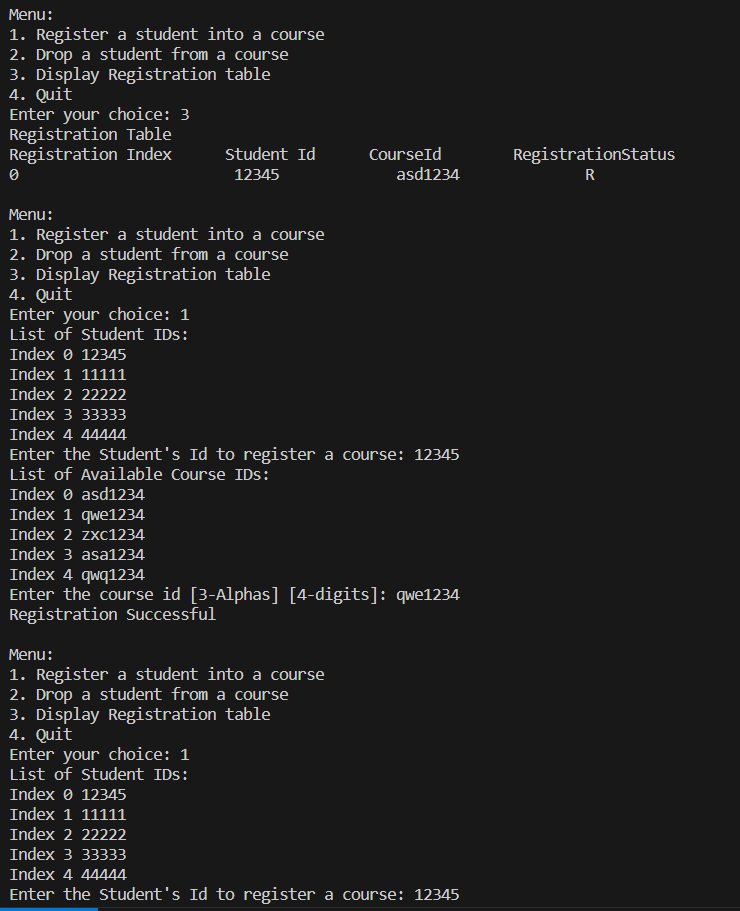 Menu:
1. Register a student into a course
2. Drop a student from a course
3. Display Registration table
4. Quit
Enter your choice: 3
Registration Table
Registration Index      Student Id      CourseId        RegistrationStatus
0                        12345             asd1234              R

Menu:
1. Register a student into a course
2. Drop a student from a course
3. Display Registration table
4. Quit
Enter your choice: 1
List of Student IDs:
Index 0 12345
Index 1 11111
Index 2 22222
Index 3 33333
Index 4 44444
Enter the Student's Id to register a course: 12345
List of Available Course IDs:
Index 0 asd1234
Index 1 qwe1234
Index 2 zxc1234
Index 3 asa1234
Index 4 qwq1234
Enter the course id [3-Alphas] [4-digits]: qwe1234
Registration Successful

Menu:
1. Register a student into a course
2. Drop a student from a course
3. Display Registration table
4. Quit
Enter your choice: 1
List of Student IDs:
Index 0 12345
Index 1 11111
Index 2 22222
Index 3 33333
Index 4 44444
Enter the Student's Id to register a course: 12345